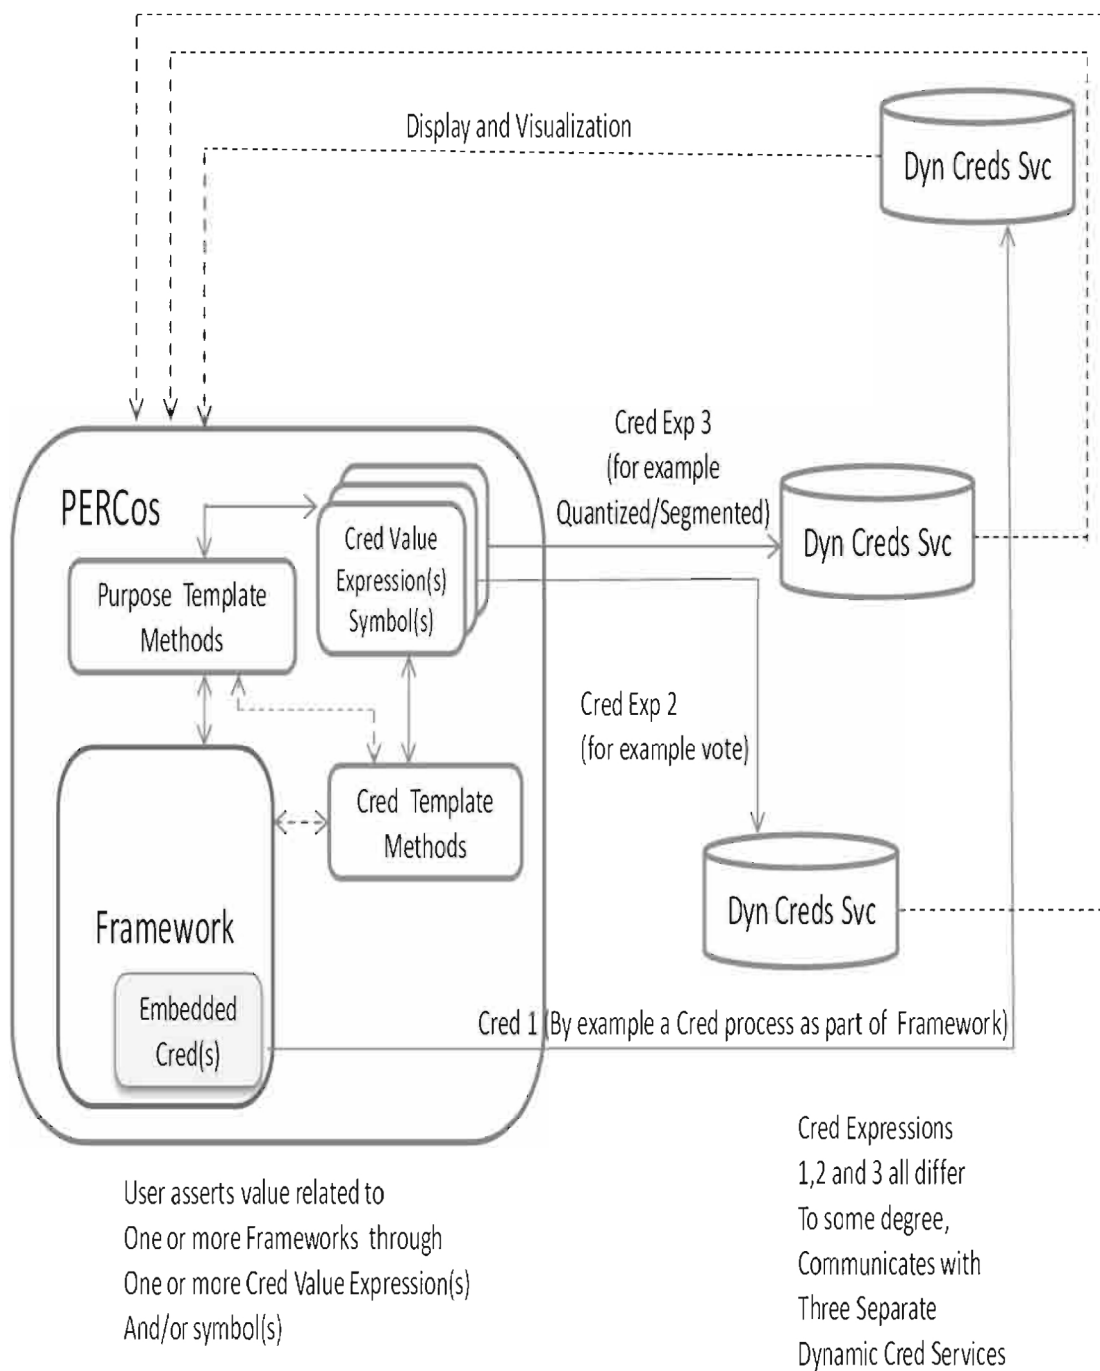 Display and Visualization
Dyn Creds Svc
Cred Exp 3
(for example
Quantized/Segmented)
PERCos
Cred Value
Expression(s)
Symbol(s)
Dyn Creds Svc
Purpose Template
Methods
Cred Exp 2
(for example vote)
Cred Template
Methods
Dyn Creds Svc
Framework
Embedded
Cred(s)
Cred 1 (By example a Cred process as part of Framework)
User asserts value related to
One or more Frameworks through
One or more Cred Value Expression(s)
And/or symbol(s)
Cred Expressions
1,2 and 3 all differ
To some degree,
Communicates with
Three Separate
Dynamic Cred Services